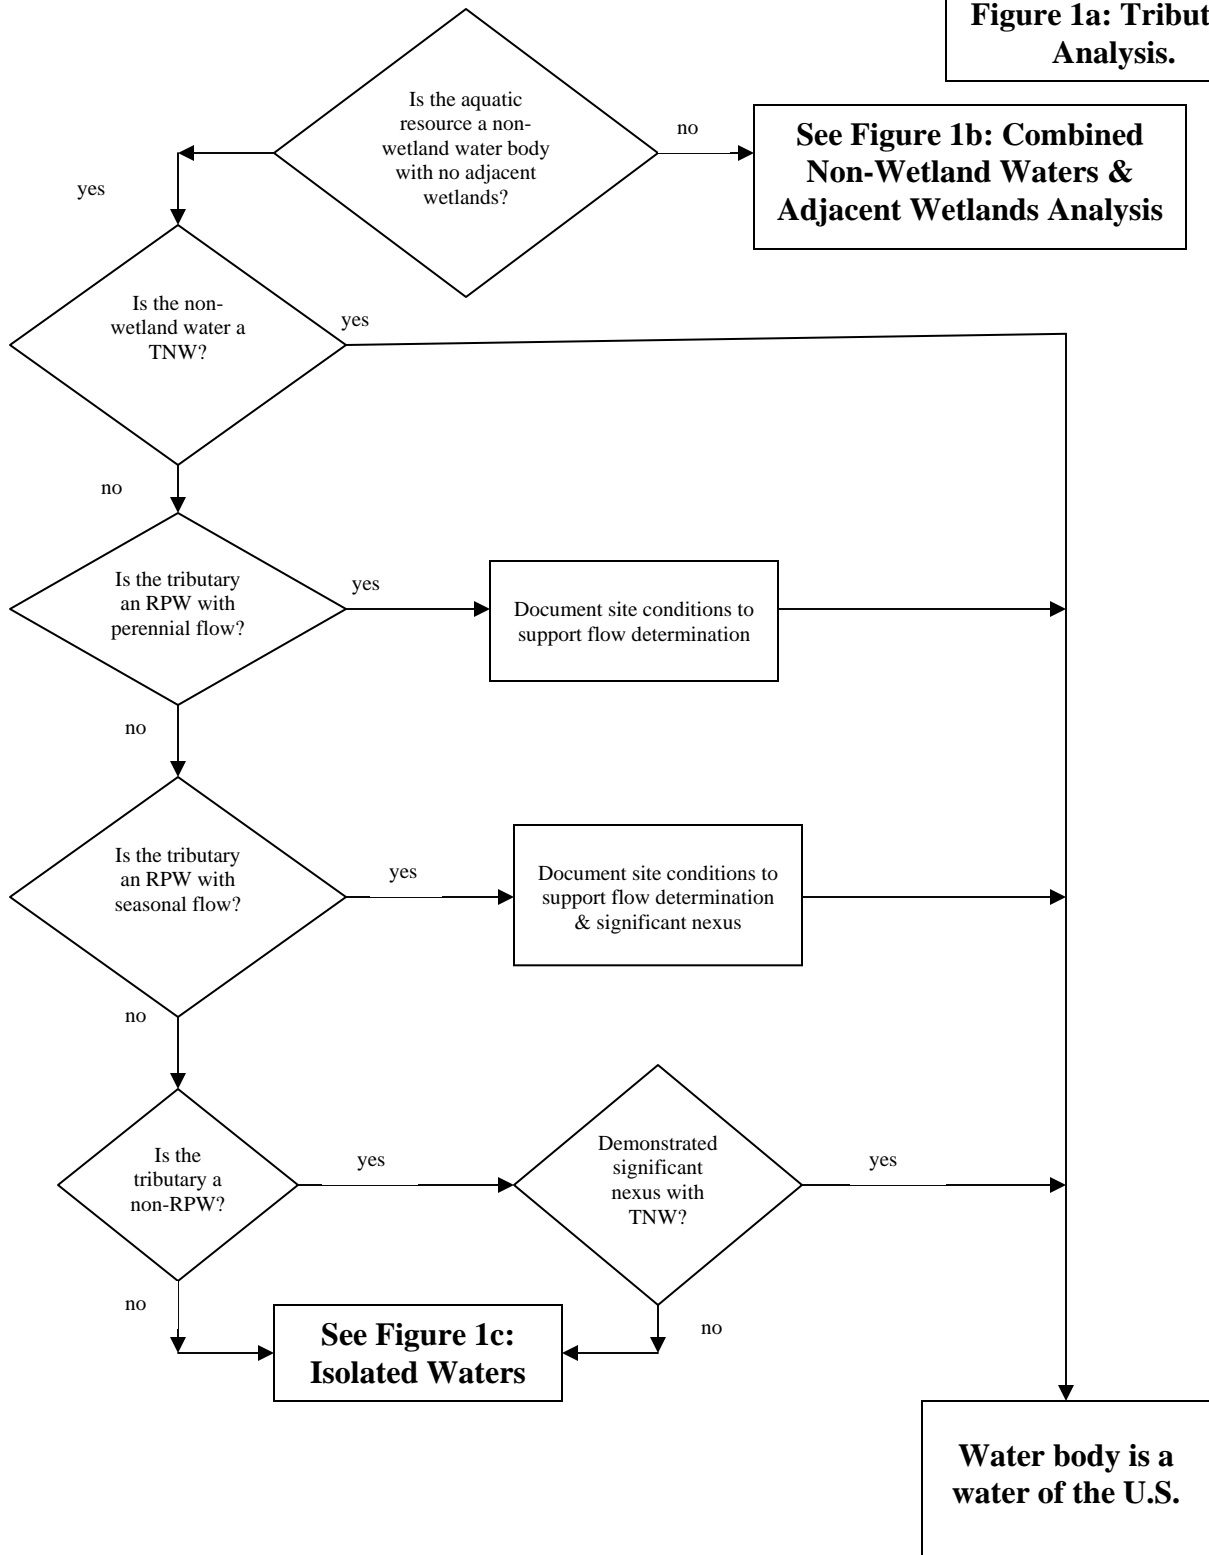 Figure 1a: Tribut
Analysis.
Is the aquatic
resource a non-
wetland water body
with no adjacent
wetlands?
no
See Figure 1b: Combined
Non-Wetland Waters &
Adjacent Wetlands Analysis
yes
Is the non-
wetland water a
TNW?
yes
no
Is the tributary
an RPW with
perennial flow?
yes
Document site conditions to
support flow determination
no
Is the tributary
an RPW with
seasonal flow?
yes
Document site conditions to
support flow determination
& significant nexus
no
Is the
tributary a
non-RPW?
yes
Demonstrated
significant
nexus with
TNW?
yes
no
See Figure 1c:
Isolated Waters
no
Water body is a
water of the U.S.